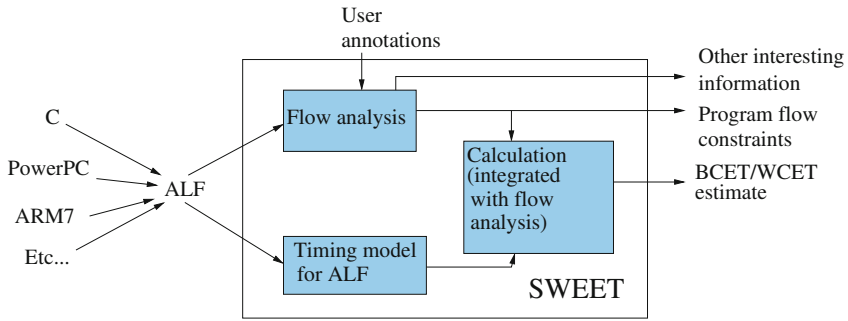 User
annotations
Other interesting
information
Flow analysis
Program flow
constraints
C
PowerPC
ALF
ARM7
Etc...
Calculation
(integrated
with flow
analysis)
BCET/WCET
estimate
Timing model
for ALF
SWEET